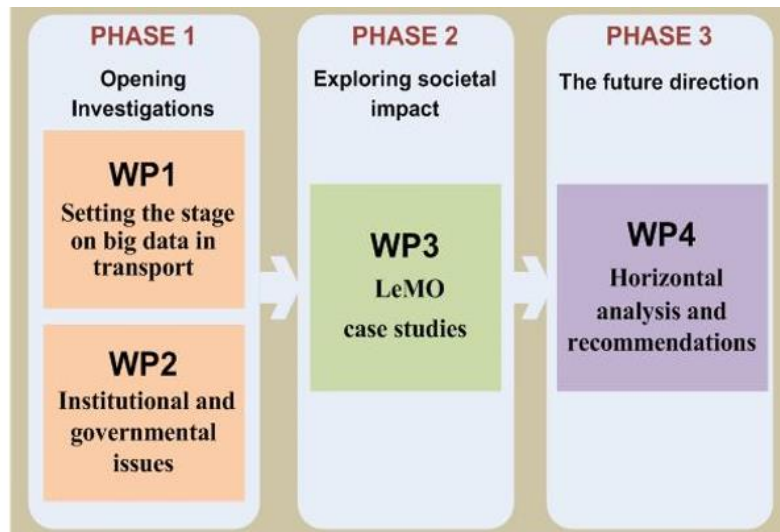 PHASE 1
Opening
Investigations
WP1
Setting the stage
on big data in
transport
WP2
Institutional and
governmental
issues
PHASE 2
Exploring societal
impact
WP3
LeMO
case studies
PHASE 3
The future direction
WP4
Horizontal
analysis and
recommendations